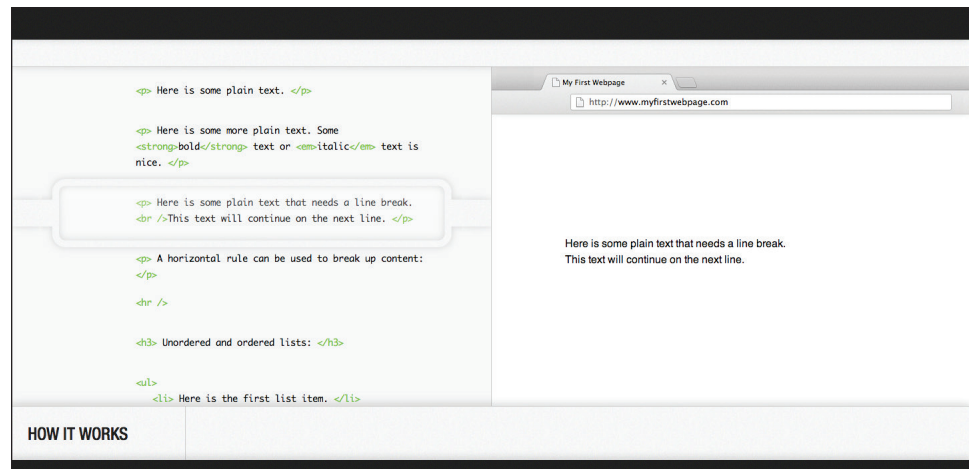 <p> Here is some plain text. </p>
<p> Here is some more plain text. Some
<strong>bold</strong> text or <em>italic</em> text is
nice. </p>
<p> Here is some plain text that needs a line break.
<br />This text will continue on the next line. </p>
<p> A horizontal rule can be used to break up content:
</p>
<hr />
<h3> Unordered and ordered lists: </h3>
<ul>
<li> Here is the first list item. </li>
My First Webpage
http://www.myfirstwebpage.com
Here is some plain text that needs a line break.
This text will continue on the next line.
HOW IT WORKS